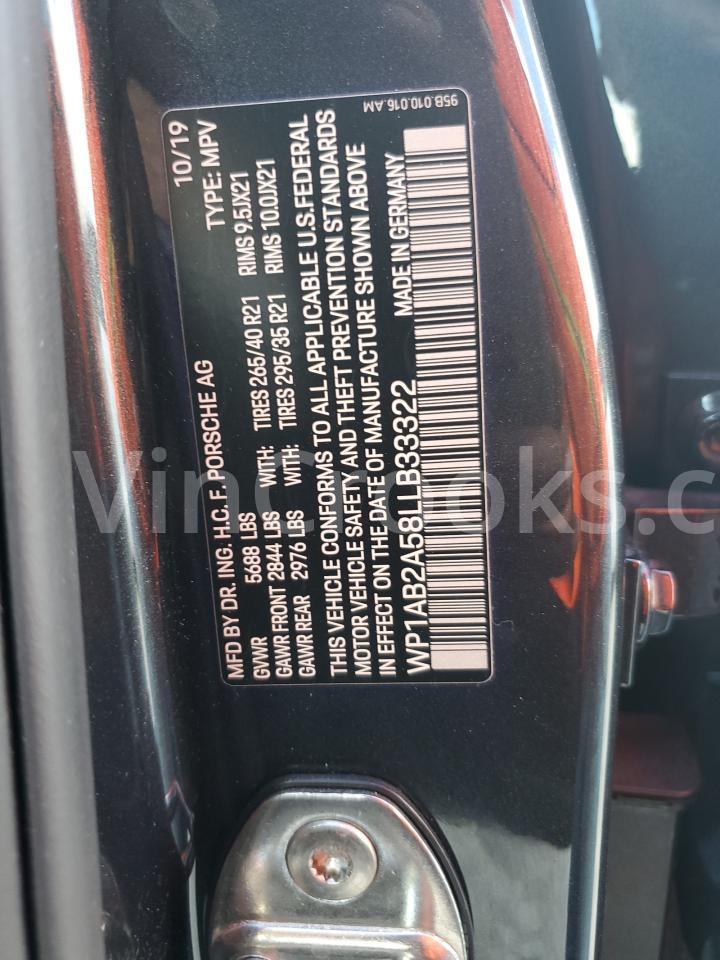 MFD BY DR. ING. H.C. F. PORSCHE AG 10/19
GVWR 5688 LBS TYPE: MPV
GAWR FRONT 2844 LBS WITH: TIRES 265/40 R21 RIMS 9.5JX21
GAWR REAR 2976 LBS WITH: TIRES 295/35 R21 RIMS 10.0JX21
THIS VEHICLE CONFORMS TO ALL APPLICABLE U.S.FEDERAL
MOTOR VEHICLE SAFETY AND THEFT PREVENTION STANDARDS
IN EFFECT ON THE DATE OF MANUFACTURE SHOWN ABOVE
WP1AB2A58LLB33322 MADE IN GERMANY
95B.010.016.AM
VinCrooks.c